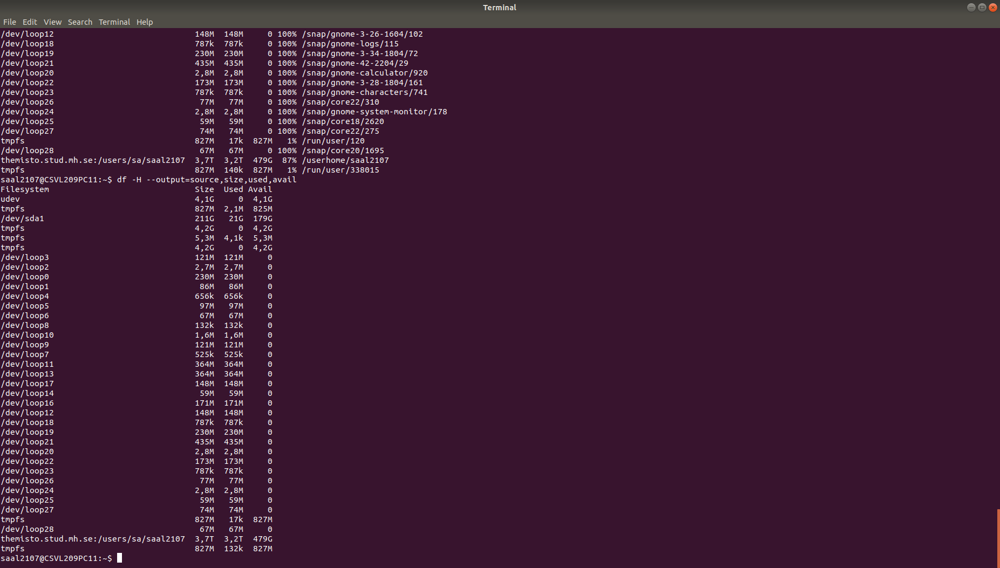 Terminal
File Edit View Search Terminal Help
/dev/loop12 148M 148M 0 100% /snap/gnome-3-26-1604/102
/dev/loop18 787k 787k 0 100% /snap/gnome-logs/115
/dev/loop19 230M 230M 0 100% /snap/gnome-3-34-1804/72
/dev/loop21 435M 435M 0 100% /snap/gnome-42-2204/29
/dev/loop20 2,8M 2,8M 0 100% /snap/gnome-calculator/920
/dev/loop22 173M 173M 0 100% /snap/gnome-3-28-1804/161
/dev/loop23 787k 787k 0 100% /snap/gnome-characters/741
/dev/loop26 77M 77M 0 100% /snap/core22/310
/dev/loop24 2,8M 2,8M 0 100% /snap/gnome-system-monitor/178
/dev/loop25 59M 59M 0 100% /snap/core18/2620
/dev/loop27 74M 74M 0 100% /snap/core22/275
tmpfs 827M 17k 827M 1% /run/user/120
/dev/loop28 67M 67M 0 100% /snap/core20/1695
themisto.stud.mh.se:/users/sa/saal2107 3,7T 3,2T 479G 87% /userhome/saal2107
tmpfs 827M 140k 827M 1% /run/user/338015
saal2107@CSVL209PC11:~$ df -H --output=source,size,used,avail
Filesystem Size Used Avail
udev 4,1G 0 4,1G
tmpfs 827M 2,1M 825M
/dev/sda1 211G 21G 179G
tmpfs 4,2G 0 4,2G
tmpfs 5,3M 4,1k 5,3M
tmpfs 4,2G 0 4,2G
/dev/loop3 121M 121M 0
/dev/loop2 2,7M 2,7M 0
/dev/loop0 230M 230M 0
/dev/loop1 86M 86M 0
/dev/loop4 656k 656k 0
/dev/loop5 97M 97M 0
/dev/loop6 67M 67M 0
/dev/loop8 132k 132k 0
/dev/loop10 1,6M 1,6M 0
/dev/loop9 121M 121M 0
/dev/loop7 525k 525k 0
/dev/loop11 364M 364M 0
/dev/loop13 364M 364M 0
/dev/loop17 148M 148M 0
/dev/loop14 59M 59M 0
/dev/loop16 171M 171M 0
/dev/loop12 148M 148M 0
/dev/loop18 787k 787k 0
/dev/loop19 230M 230M 0
/dev/loop21 435M 435M 0
/dev/loop20 2,8M 2,8M 0
/dev/loop22 173M 173M 0
/dev/loop23 787k 787k 0
/dev/loop26 77M 77M 0
/dev/loop24 2,8M 2,8M 0
/dev/loop25 59M 59M 0
/dev/loop27 74M 74M 0
tmpfs 827M 17k 827M
/dev/loop28 67M 67M 0
themisto.stud.mh.se:/users/sa/saal2107 3,7T 3,2T 479G
tmpfs 827M 132k 827M
saal2107@CSVL209PC11:~$